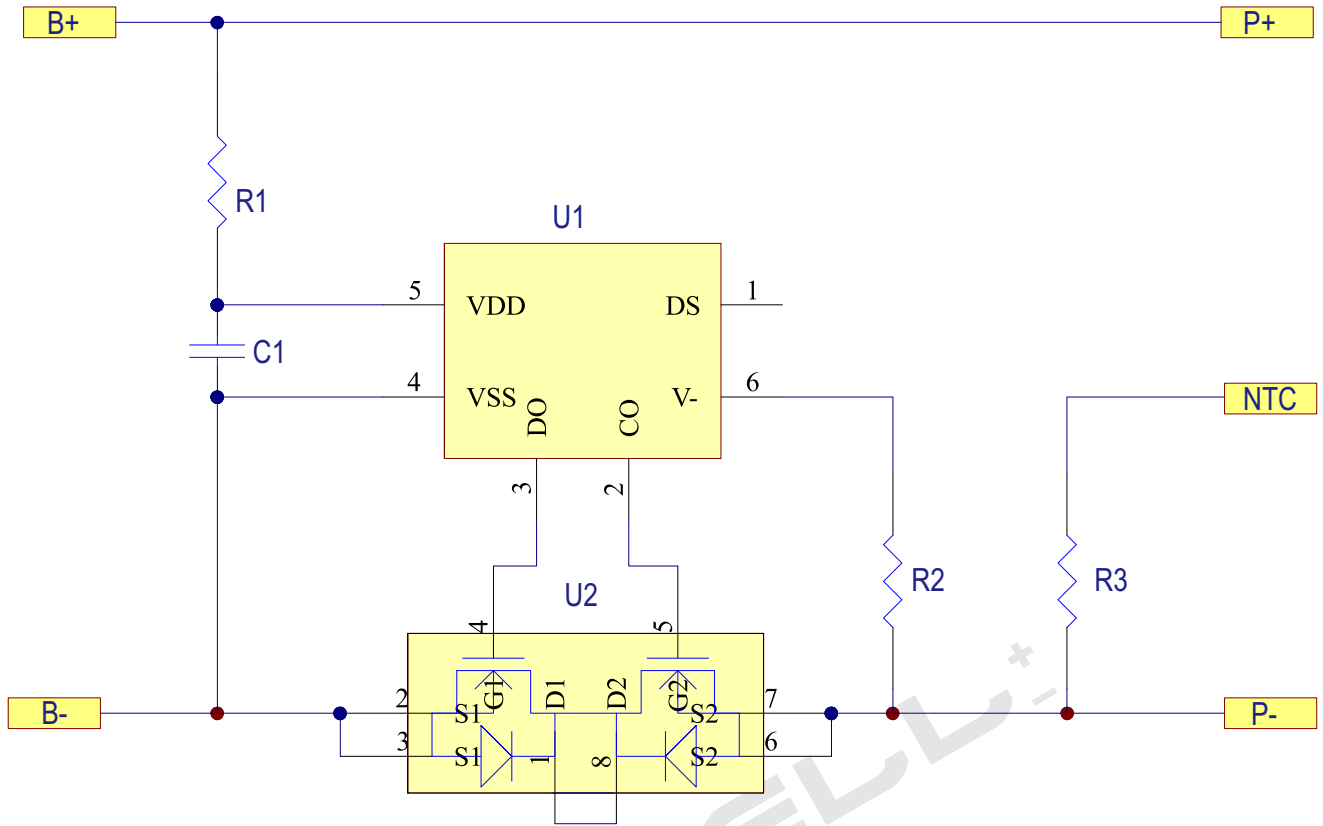 B+
P+
R1
U1
5
VDD
DS
1
C1
4
VSS
DO
CO
V-
6
NTC
3
2
R2
R3
U2
4
5
B-
2
S1
G1
D1
D2
G2
S2
7
P-
3
S1
1
8
S2
6